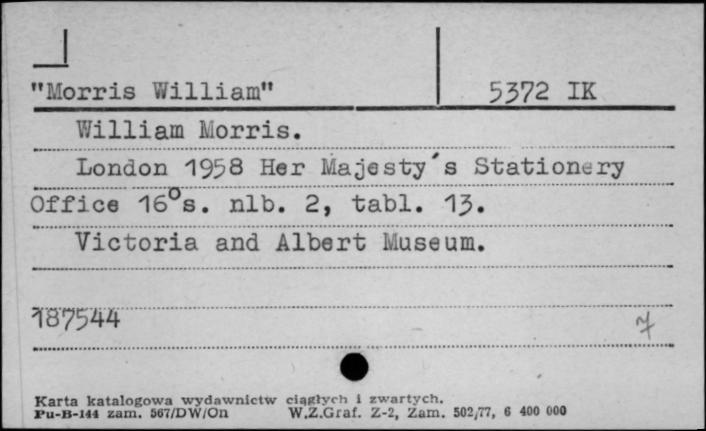 "Morris William" 5372 IK
William Morris.
London 1958 Her Majesty's Stationery
Office 16°s. nlb. 2, tabl. 13.
Victoria and Albert Museum.
187544 7
Karta katalogowa wydawnictw ciągłych i zwartych.
Pu-B-144 zam. 567/DW/On W.Z.Graf. Z-2, Zam. 502/77, 6 400 000